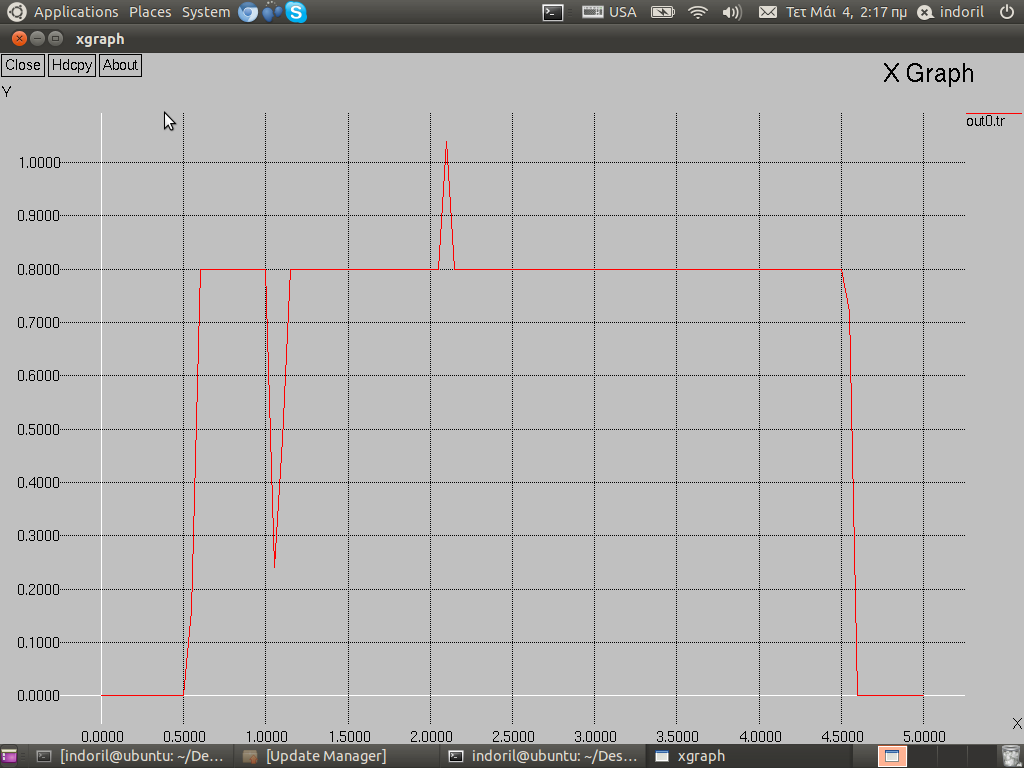 Applications Places System USA Τετ Μάι 4, 2:17 πμ indoril
xgraph
Close Hdcpy About
X Graph
Y
out0.tr
1.0000
0.9000
0.8000
0.7000
0.6000
0.5000
0.4000
0.3000
0.2000
0.1000
0.0000
X
0.0000 0.5000 1.0000 1.5000 2.0000 2.5000 3.0000 3.5000 4.0000 4.5000 5.0000
[indoril@ubuntu: ~/De... [Update Manager] indoril@ubuntu: ~/Des... xgraph